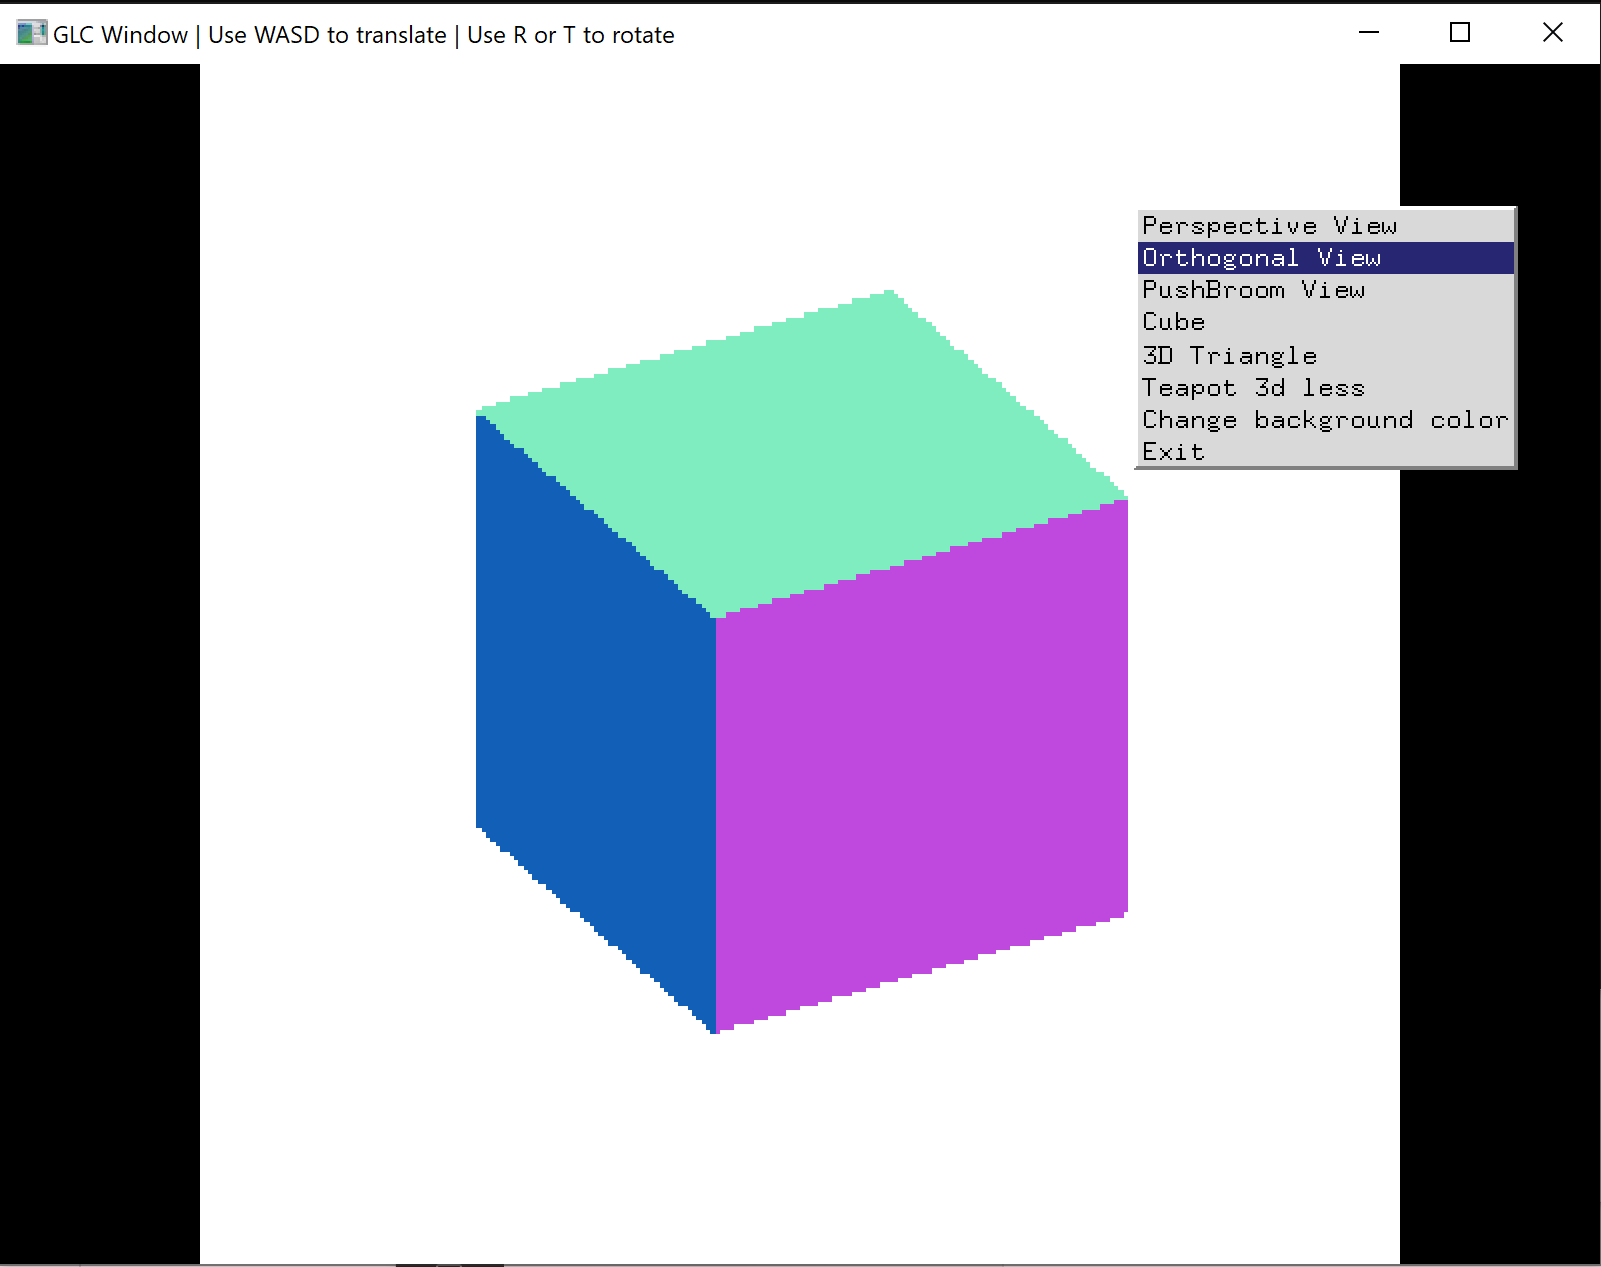 GLC Window | Use WASD to translate | Use R or T to rotate
Perspective View
Orthogonal View
PushBroom View
Cube
3D Triangle
Teapot 3d less
Change background color
Exit